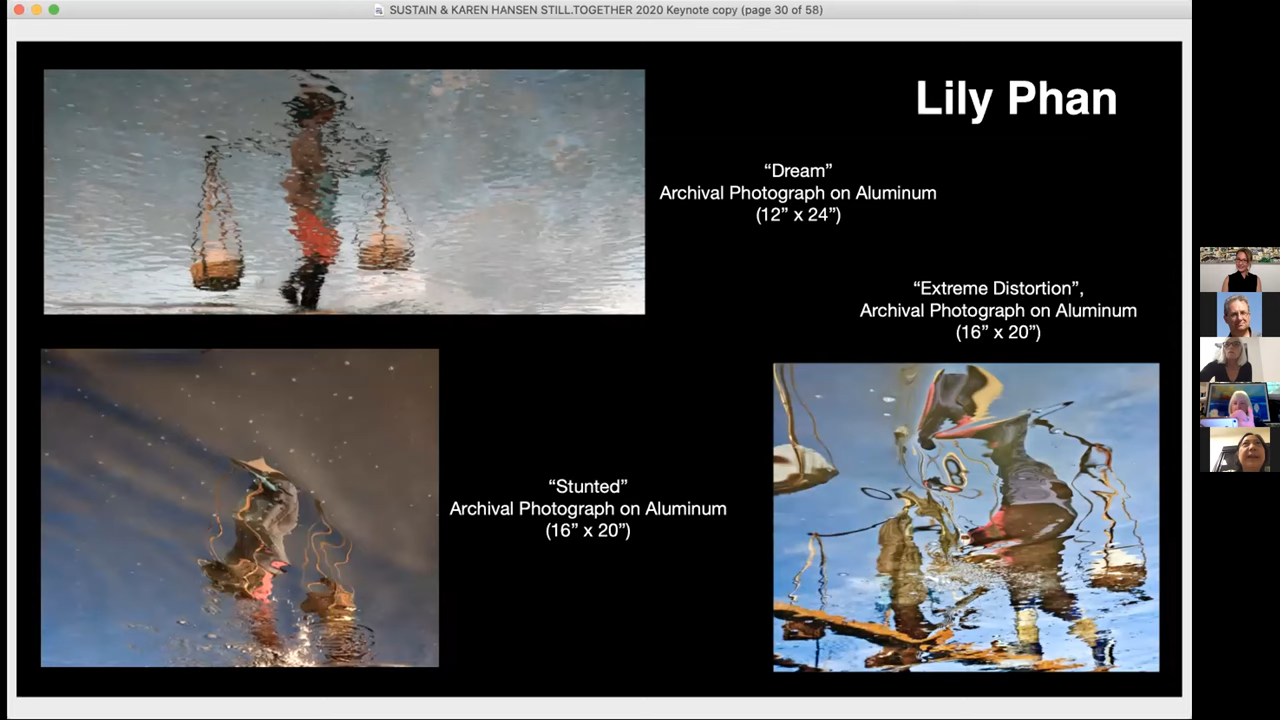 SUSTAIN & KAREN HANSEN STILL.TOGETHER 2020 Keynote copy (page 30 of 58)
Lily Phan
“Dream”
Archival Photograph on Aluminum
(12” x 24”)
“Extreme Distortion”,
Archival Photograph on Aluminum
(16” x 20”)
“Stunted”
Archival Photograph on Aluminum
(16” x 20”)